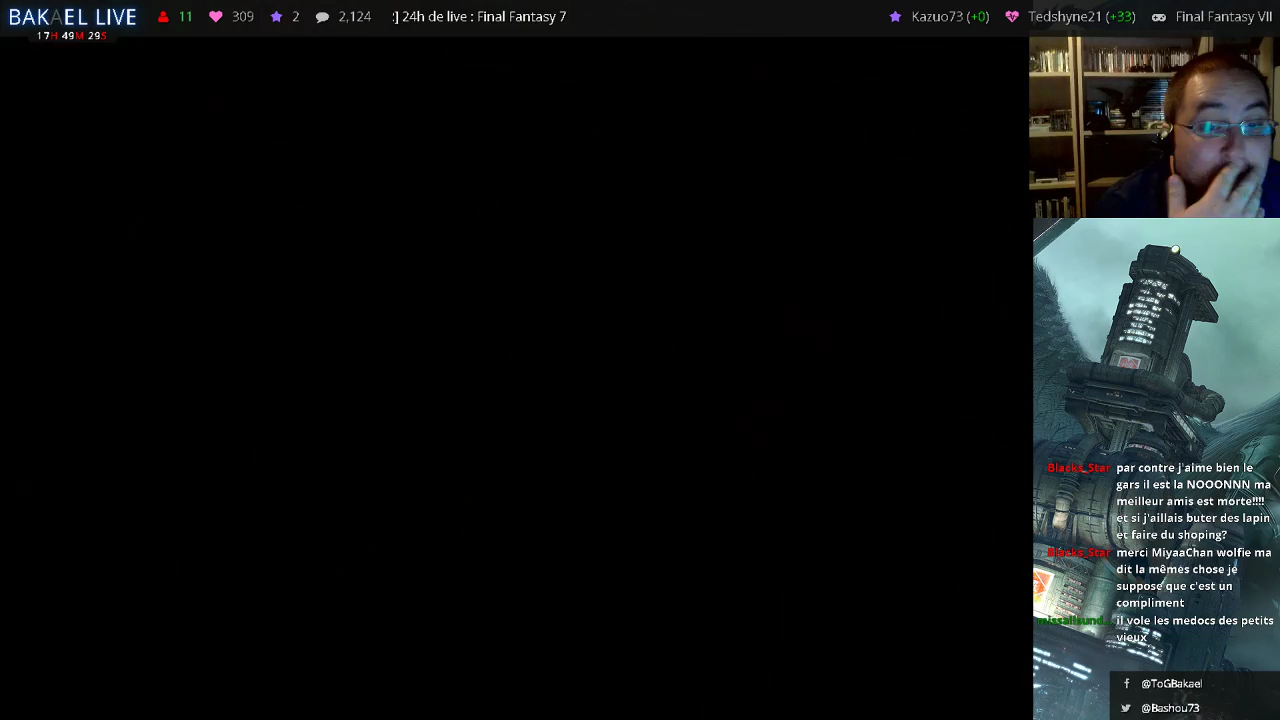 BAKAEL LIVE
17H 49M 29S
11
309
2
2,124
:] 24h de live : Final Fantasy 7
Kazuo73 (+0)
Tedshyne21 (+33)
Final Fantasy VII
Blacks_Star par contre j'aime bien le
gars il est la NOOONNN ma
meilleur amis est morte!!!!
et si j'allais buter des lapin
et faire du shoping?
Blacks_Star merci MiyaaChan wolfie ma
dit la mêmes chose je
suppose que c'est un
compliment
missallsund... il vole les medocs des petits
vieux
@ToGBakael
@Bashou73